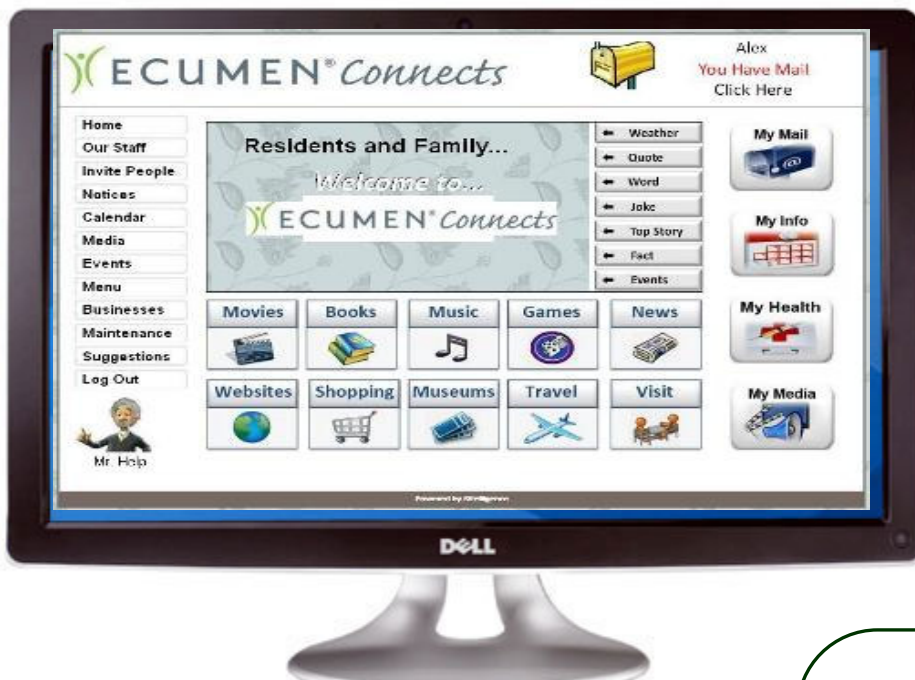 ECUMEN® Connects
Alex
You Have Mail
Click Here
Home
Our Staff
Invite People
Notices
Calendar
Media
Events
Menu
Businesses
Maintenance
Suggestions
Log Out
Mr. Help
Residents and Family...
Welcome to...
ECUMEN® Connects
Weather
Quote
Word
Joke
Top Story
Fact
Events
Movies
Books
Music
Games
News
Websites
Shopping
Museums
Travel
Visit
My Mail
My Info
My Health
My Media
Powered by
DELL